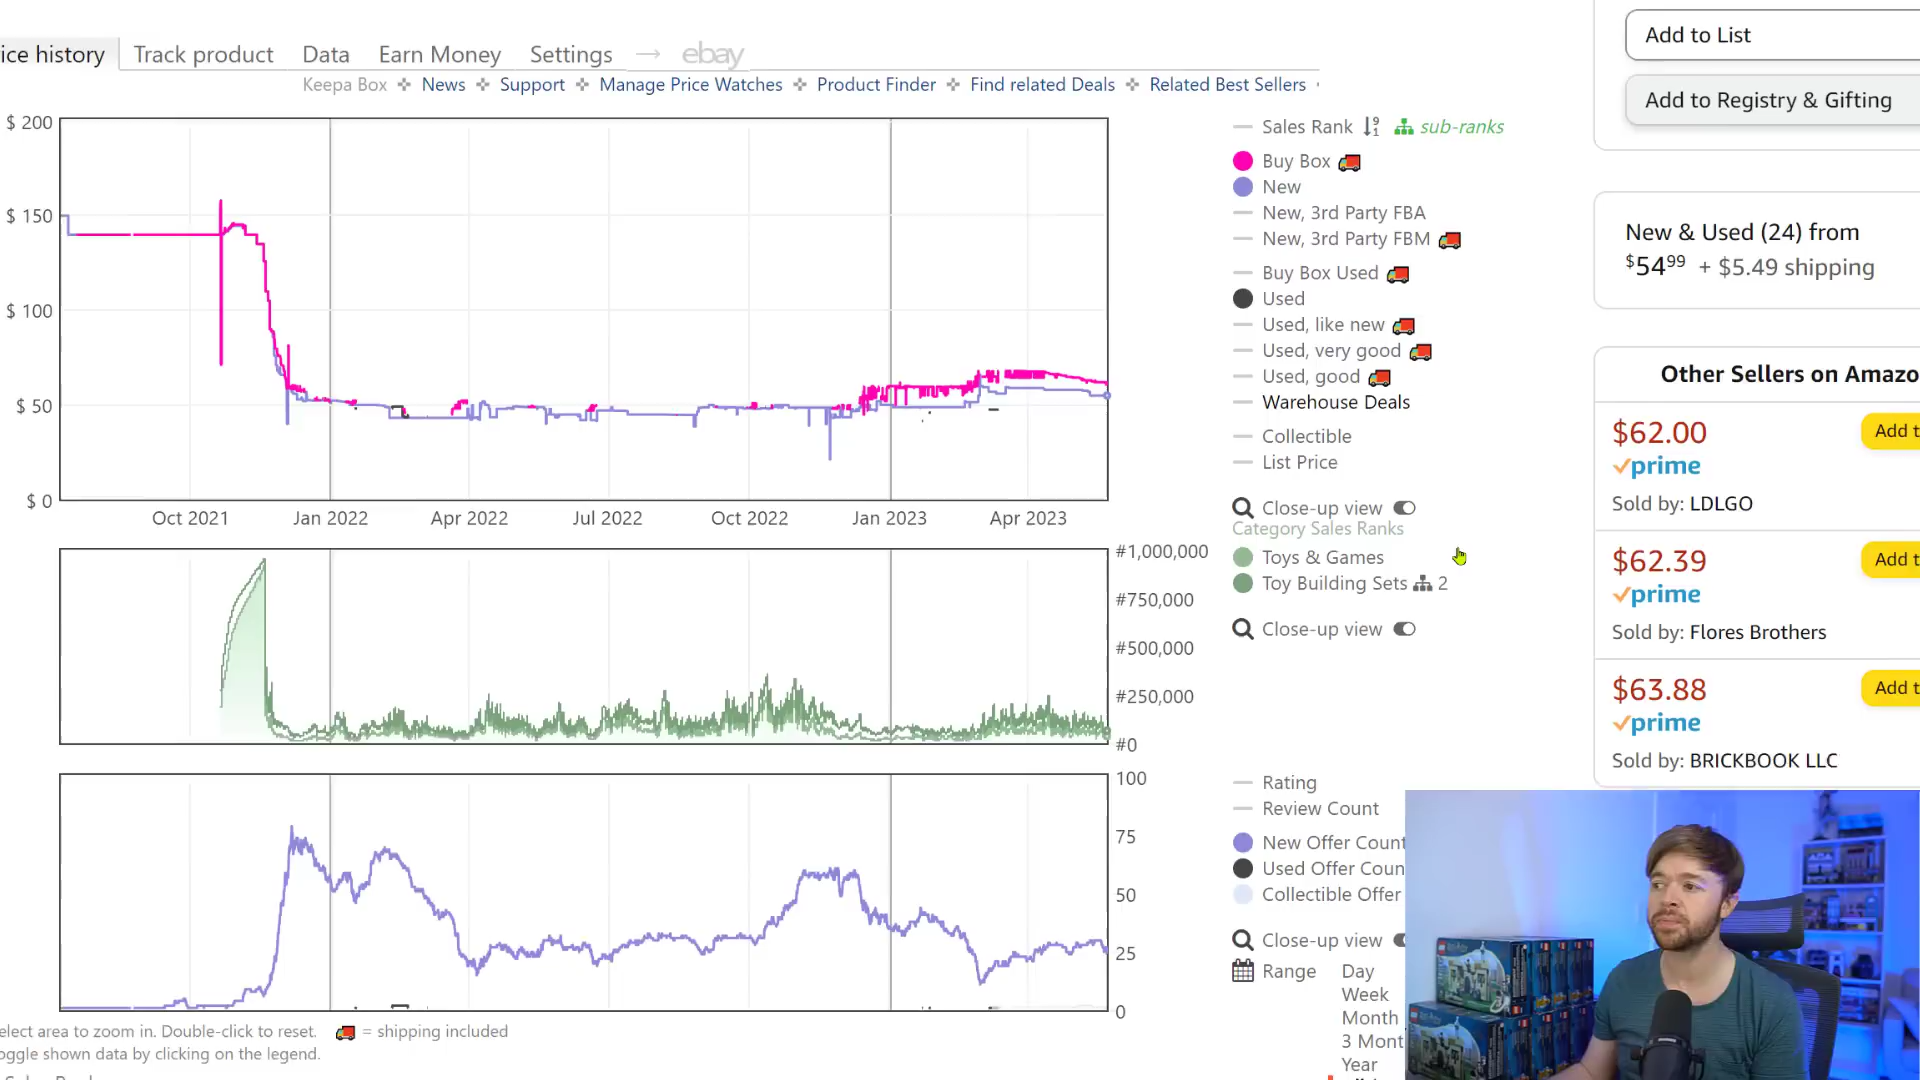 ice history Track product Data Earn Money Settings → ebay
Keepa Box News Support Manage Price Watches Product Finder Find related Deals Related Best Sellers
$ 200
$ 150
$ 100
$ 50
$ 0
Oct 2021 Jan 2022 Apr 2022 Jul 2022 Oct 2022 Jan 2023 Apr 2023
Sales Rank sub-ranks
Buy Box
New
New, 3rd Party FBA
New, 3rd Party FBM
Buy Box Used
Used
Used, like new
Used, very good
Used, good
Warehouse Deals
Collectible
List Price
Close-up view
Category Sales Ranks
Toys & Games
Toy Building Sets 2
Close-up view
#1,000,000
#750,000
#500,000
#250,000
#0
100
75
50
25
0
Rating
Review Count
New Offer Count
Used Offer Coun
Collectible Offer
Close-up view
Range Day
Week
Month
3 Mont
Year
elect area to zoom in. Double-click to reset. = shipping included
oggle shown data by clicking on the legend.
Add to List
Add to Registry & Gifting
New & Used (24) from
$5499 + $5.49 shipping
Other Sellers on Amazo
$62.00 Add t
prime
Sold by: LDLGO
$62.39 Add t
prime
Sold by: Flores Brothers
$63.88 Add t
prime
Sold by: BRICKBOOK LLC